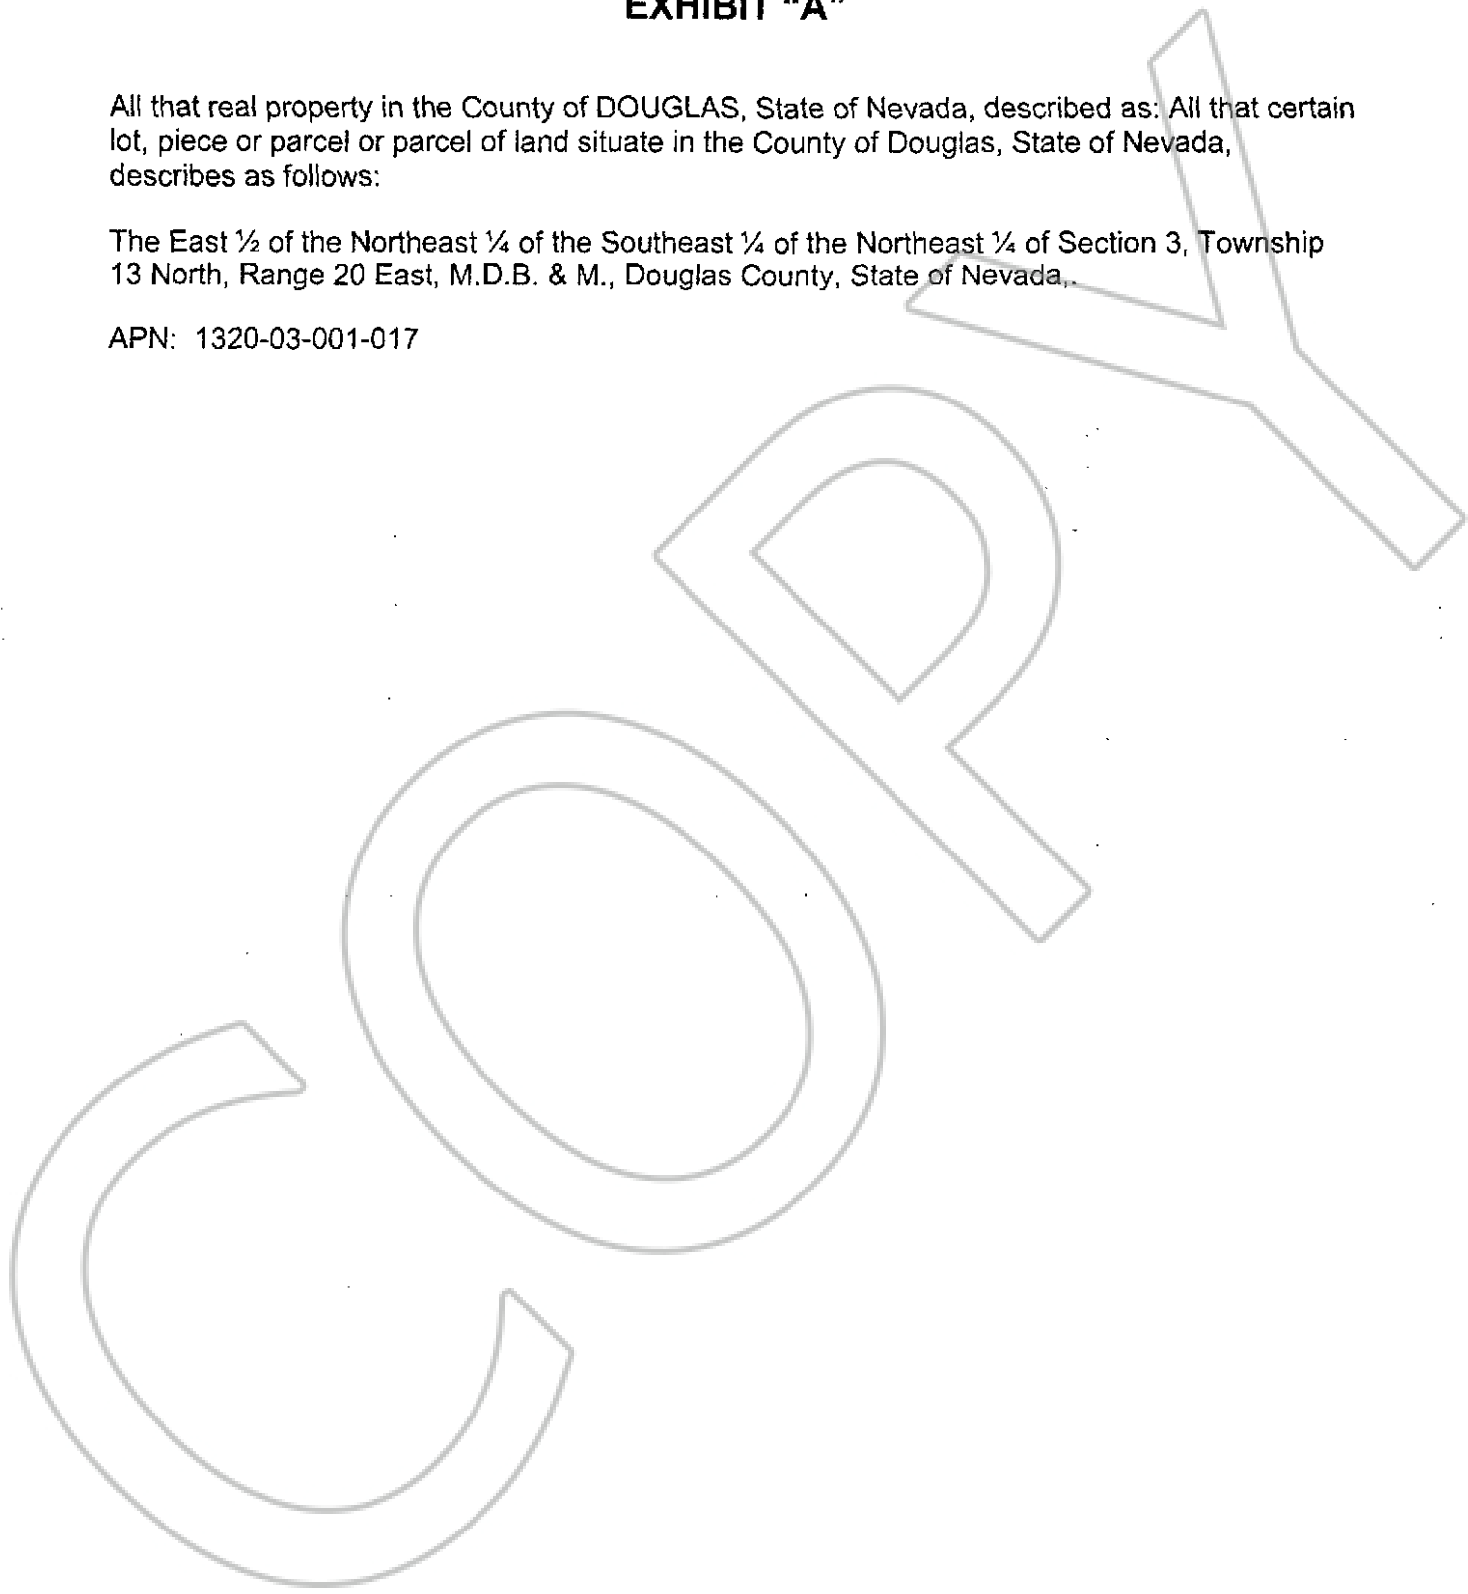 EXHIBIT "A"
All that real property in the County of DOUGLAS, State of Nevada, described as: All that certain
lot, piece or parcel or parcel of land situate in the County of Douglas, State of Nevada,
describes as follows:
The East ½ of the Northeast ¼ of the Southeast ¼ of the Northeast ¼ of Section 3, Township
13 North, Range 20 East, M.D.B. & M., Douglas County, State of Nevada,.
APN: 1320-03-001-017
COPY